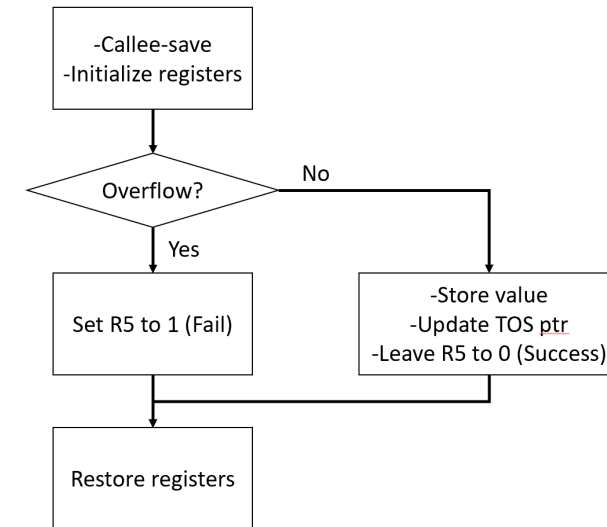 -Callee-save
-Initialize registers
Overflow?
No
Yes
Set R5 to 1 (Fail)
-Store value
-Update TOS ptr
-Leave R5 to 0 (Success)
Restore registers